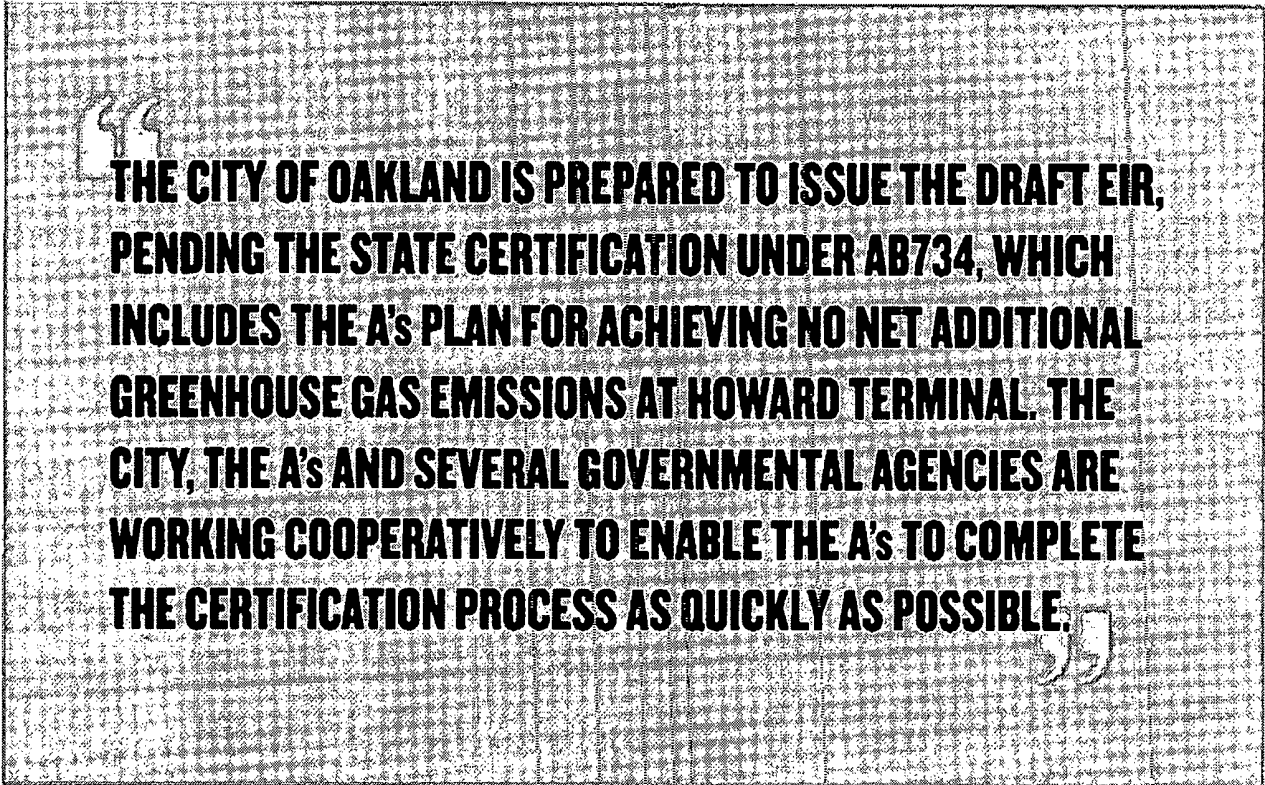 “THE CITY OF OAKLAND IS PREPARED TO ISSUE THE DRAFT EIR,
PENDING THE STATE CERTIFICATION UNDER AB734, WHICH
INCLUDES THE A's PLAN FOR ACHIEVING NO NET ADDITIONAL
GREENHOUSE GAS EMISSIONS AT HOWARD TERMINAL. THE
CITY, THE A's AND SEVERAL GOVERNMENTAL AGENCIES ARE
WORKING COOPERATIVELY TO ENABLE THE A's TO COMPLETE
THE CERTIFICATION PROCESS AS QUICKLY AS POSSIBLE.”